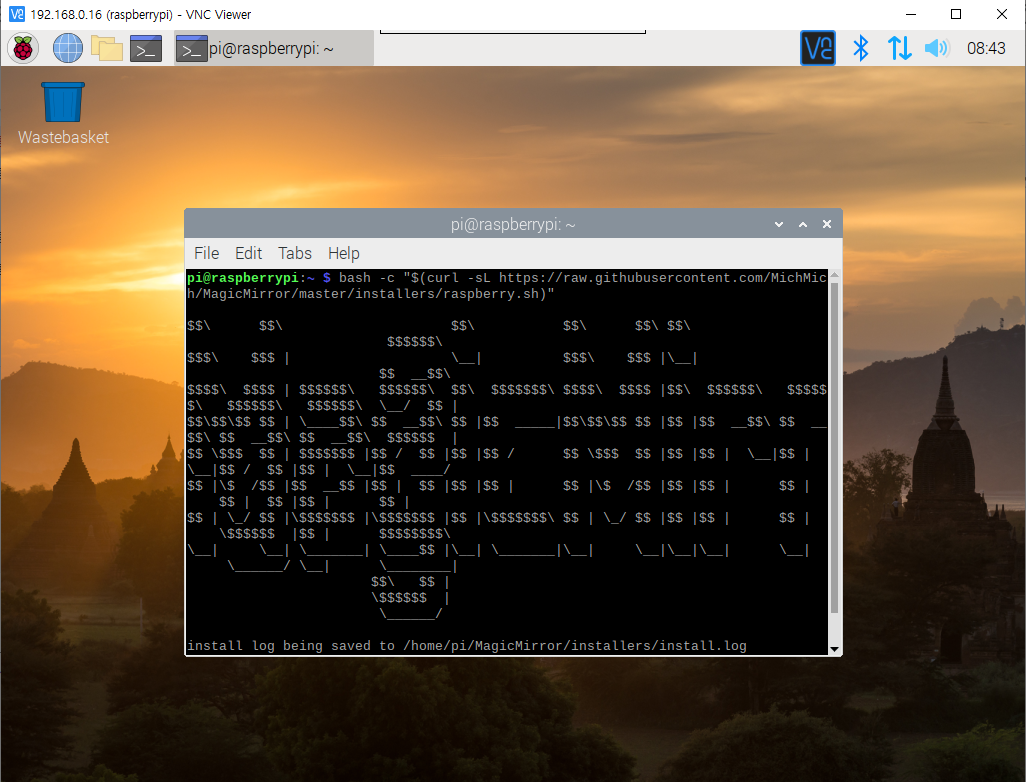 192.168.0.16 (raspberrypi) - VNC Viewer
pi@raspberrypi: ~
08:43
Wastebasket
pi@raspberrypi: ~
File Edit Tabs Help
pi@raspberrypi:~ $ bash -c "$(curl -sL https://raw.githubusercontent.com/MichMic
h/MagicMirror/master/installers/raspberry.sh)"
$$\      $$\                     $$\           $$\      $$\ $$\
                         $$$$$$\
$$$\    $$$ |                    \__|          $$$\    $$$ |\__|
                        $$  __$$\
$$$$\  $$$$ | $$$$$$\   $$$$$$\  $$\  $$$$$$$\ $$$$\  $$$$ |$$\  $$$$$$\   $$$$$
$\   $$$$$$\   $$$$$$\  \__/  $$ |
$$\$$\$$ $$ | \____$$\ $$  __$$\ $$ |$$  _____|$$\$$\$$ $$ |$$ |$$  __$$\ $$  __
$$\ $$  __$$\ $$  __$$\  $$$$$$  |
$$ \$$$  $$ | $$$$$$$ |$$ /  $$ |$$ |$$ /      $$ \$$$  $$ |$$ |$$ |  \__|$$ |
\__|$$ /  $$ |$$ |  \__|$$  ____/
$$ |\$  /$$ |$$  __$$ |$$ |  $$ |$$ |$$ |      $$ |\$  /$$ |$$ |$$ |      $$ |
    $$ |  $$ |$$ |      $$ |
$$ | \_/ $$ |\$$$$$$$ |\$$$$$$$ |$$ |\$$$$$$$\ $$ | \_/ $$ |$$ |$$ |      $$ |
    \$$$$$$  |$$ |      $$$$$$$$\
\__|     \__| \_______| \____$$ |\__| \_______|\__|     \__|\__|\__|      \__|
     \______/ \__|      \________|
                       $$\   $$ |
                       \$$$$$$  |
                        \______/
install log being saved to /home/pi/MagicMirror/installers/install.log